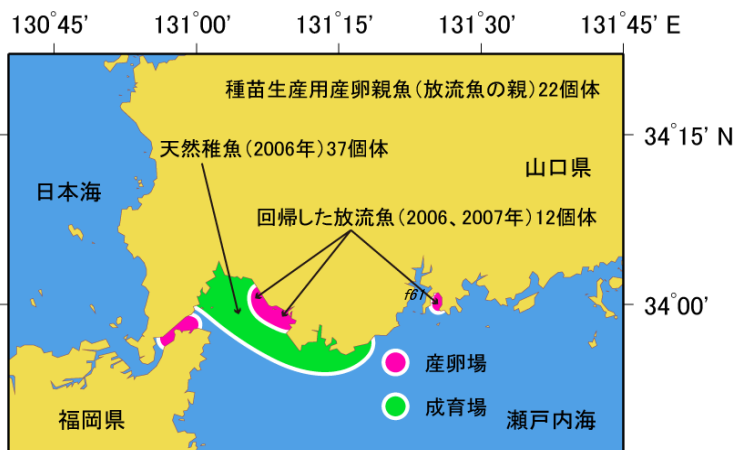 130°45' 131°00' 131°15' 131°30' 131°45' E
種苗生産用産卵親魚(放流魚の親)22個体
34°15' N
天然稚魚(2006年)37個体
山口県
日本海
回帰した放流魚(2006、2007年)12個体
f61
34°00'
産卵場
成育場
福岡県
瀬戸内海